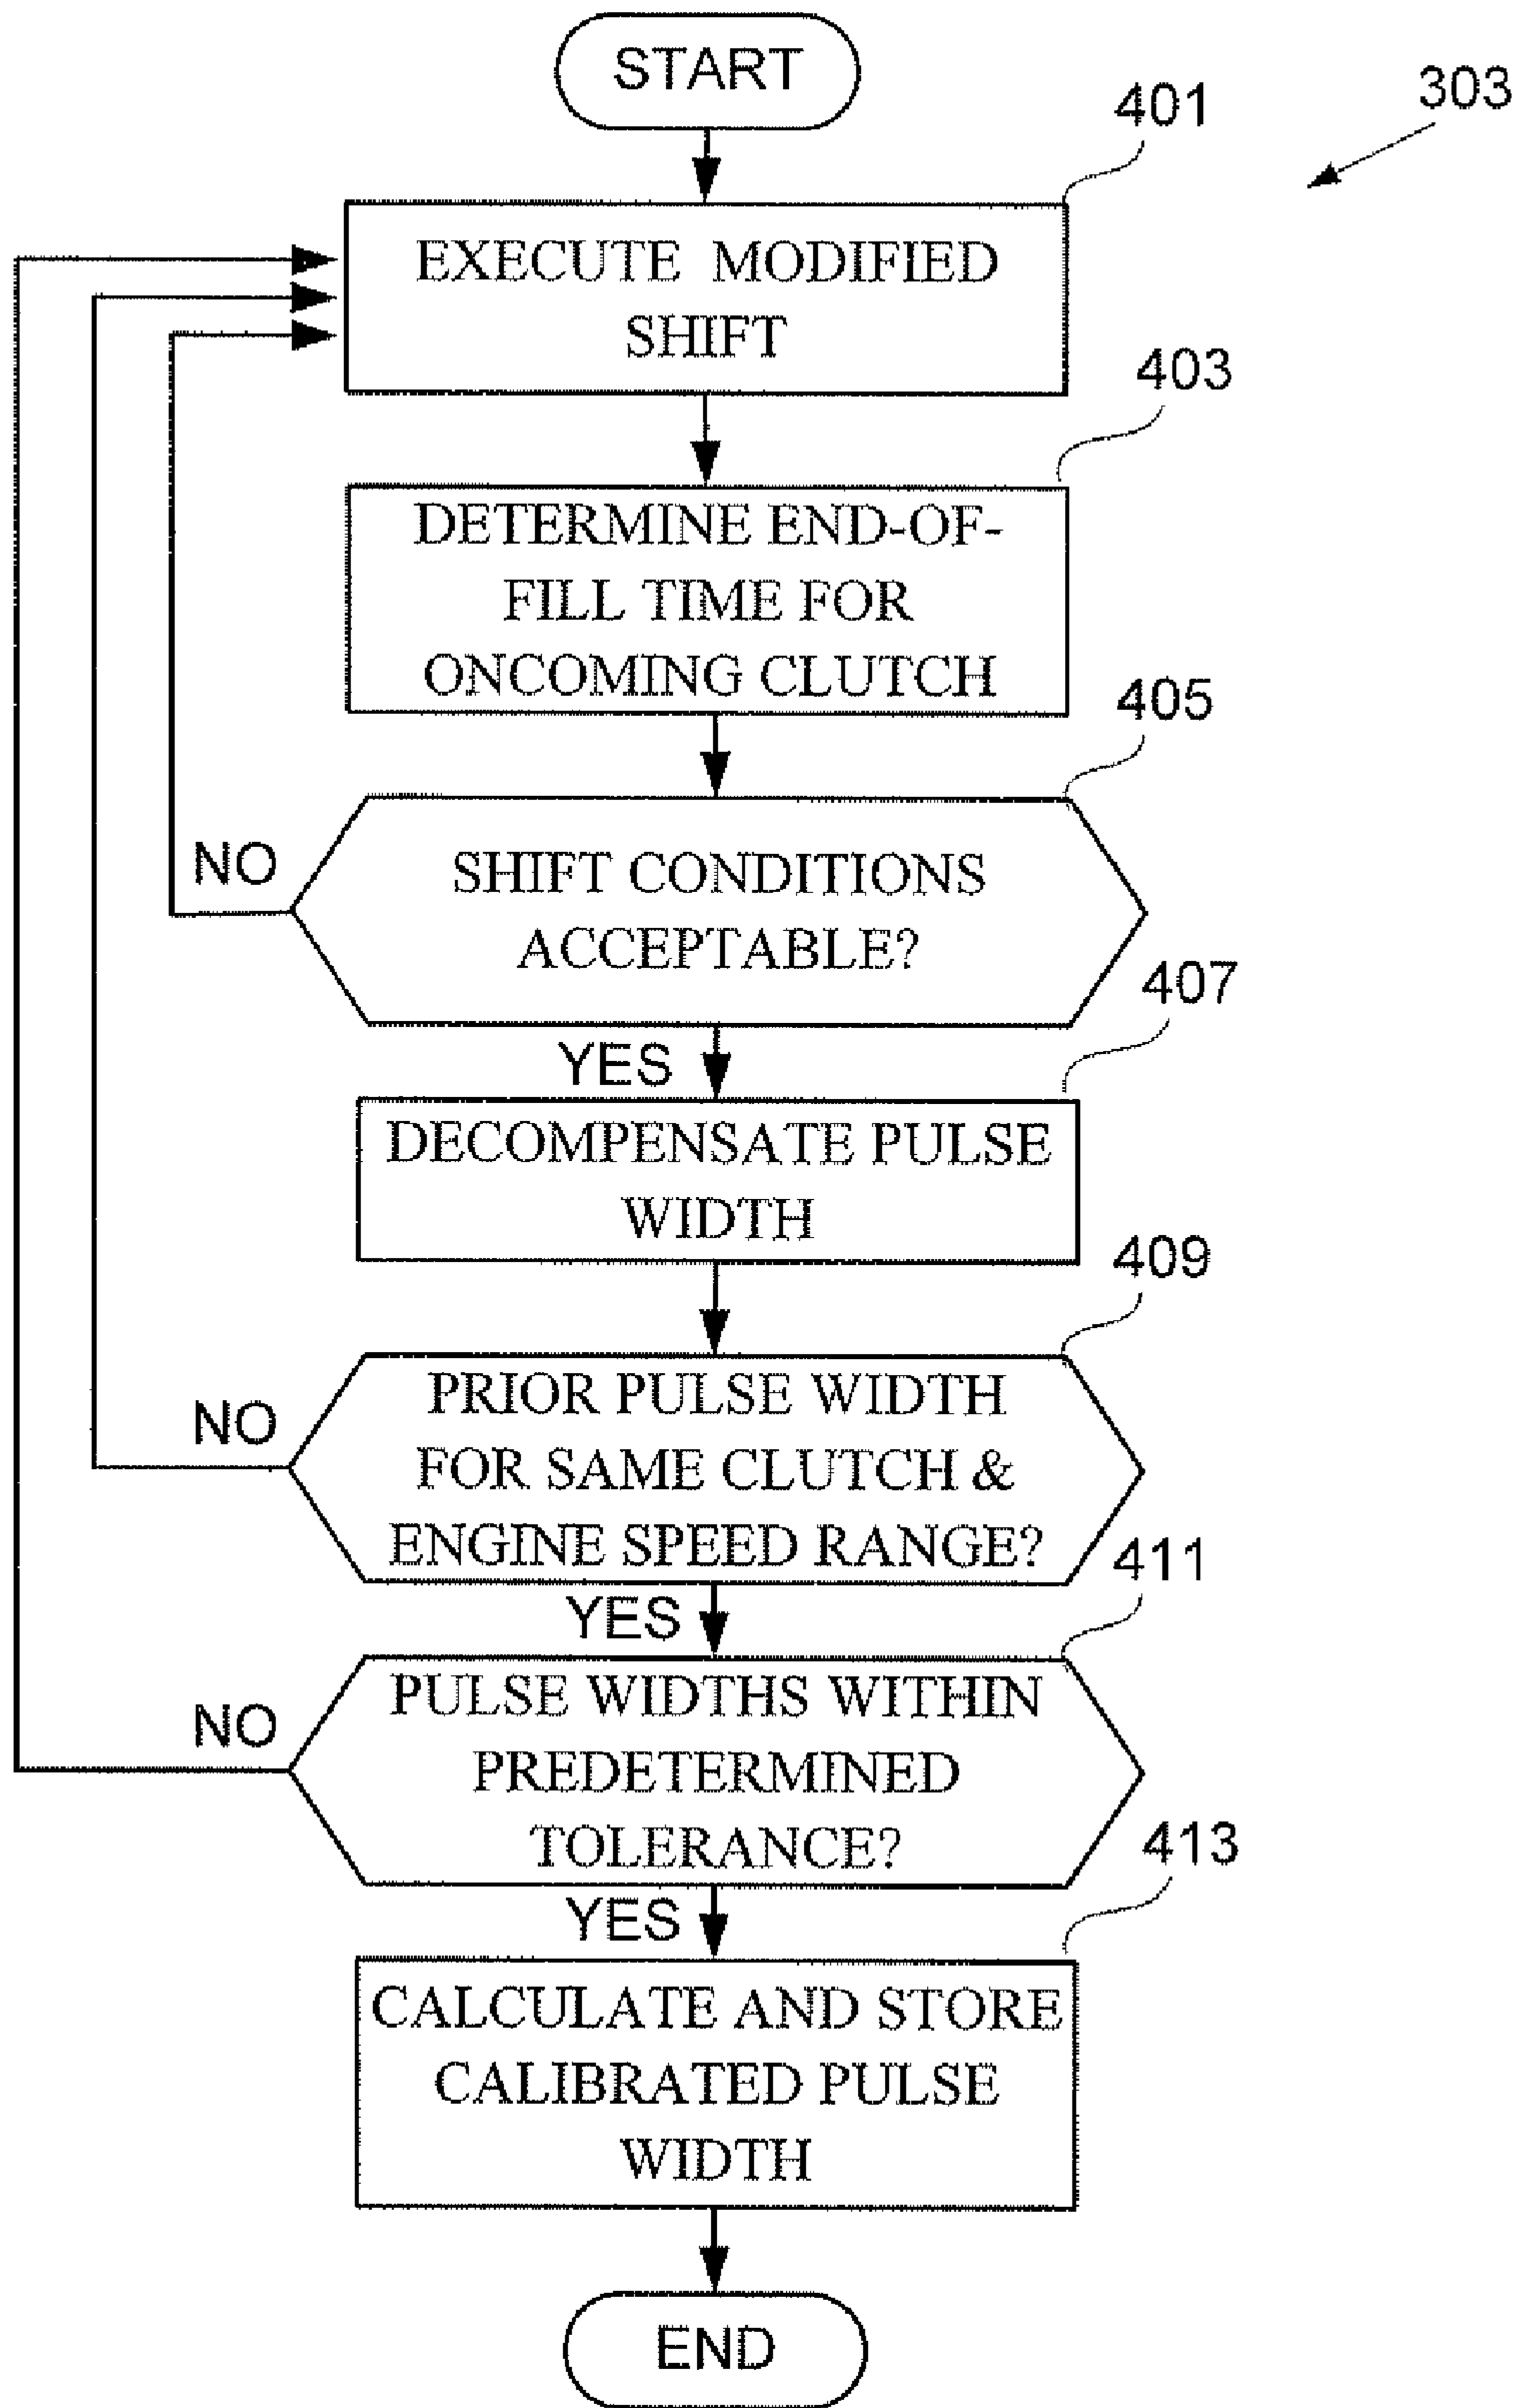 START
303
401
EXECUTE MODIFIED
SHIFT
403
DETERMINE END-OF-
FILL TIME FOR
ONCOMING CLUTCH
405
NO
SHIFT CONDITIONS
ACCEPTABLE?
407
YES
DECOMPENSATE PULSE
WIDTH
409
NO
PRIOR PULSE WIDTH
FOR SAME CLUTCH &
ENGINE SPEED RANGE?
411
YES
NO
PULSE WIDTHS WITHIN
PREDETERMINED
TOLERANCE?
413
YES
CALCULATE AND STORE
CALIBRATED PULSE
WIDTH
END